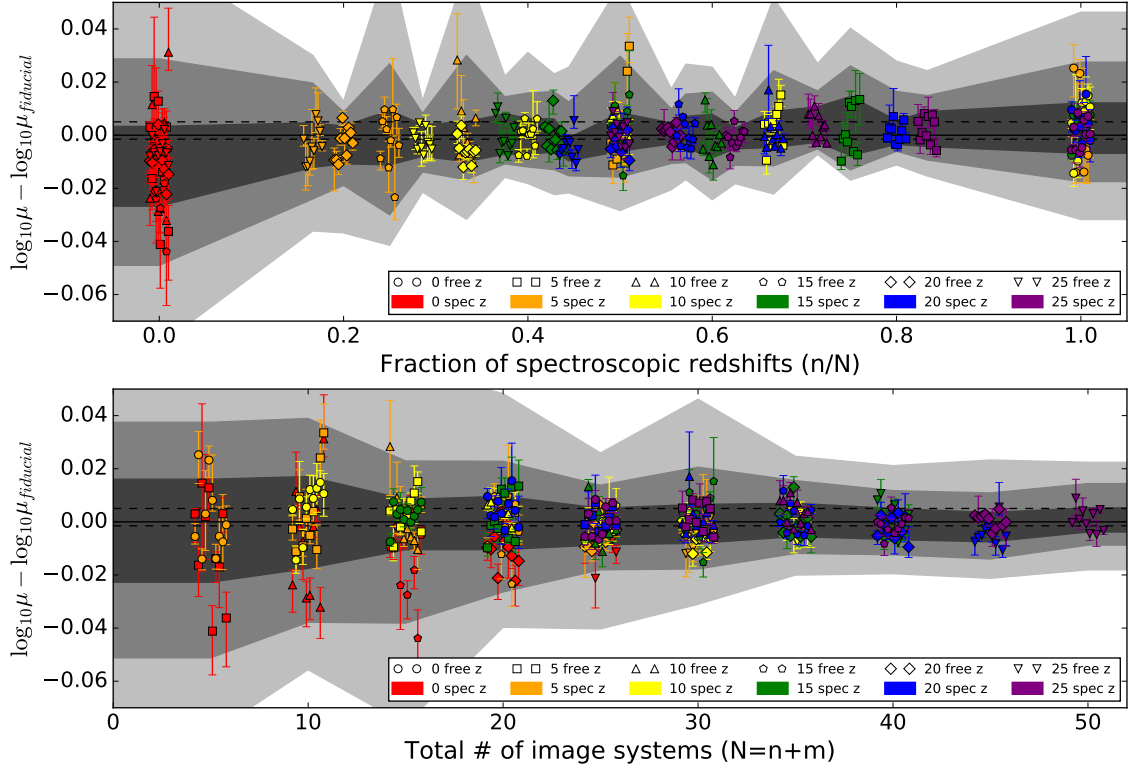 0.04
0.02
0.00
−0.02
−0.04
−0.06
log₁₀μ − log₁₀μ_fiducial
0 free z 5 free z 10 free z 15 free z 20 free z 25 free z
0 spec z 5 spec z 10 spec z 15 spec z 20 spec z 25 spec z
0.0 0.2 0.4 0.6 0.8 1.0
Fraction of spectroscopic redshifts (n/N)
0.04
0.02
0.00
−0.02
−0.04
−0.06
log₁₀μ − log₁₀μ_fiducial
0 free z 5 free z 10 free z 15 free z 20 free z 25 free z
0 spec z 5 spec z 10 spec z 15 spec z 20 spec z 25 spec z
0 10 20 30 40 50
Total # of image systems (N=n+m)